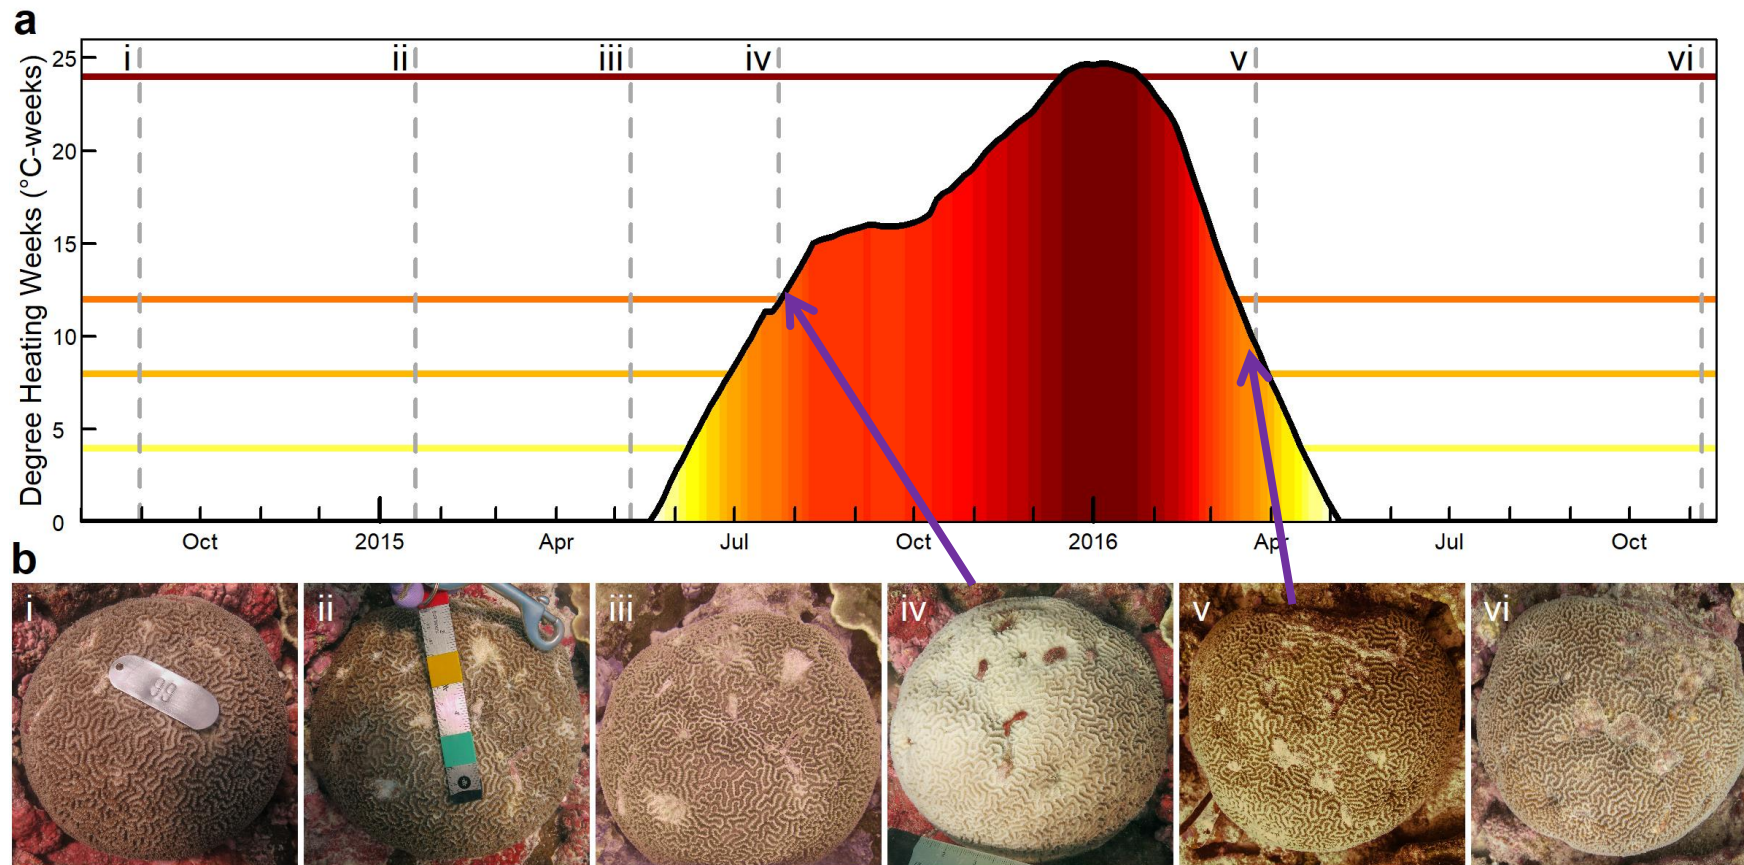 a
i ii iii iv v vi
Degree Heating Weeks (°C-weeks)
25
20
15
10
5
0
Oct 2015 Apr Jul Oct 2016 Apr Jul Oct
b
i ii iii iv v vi